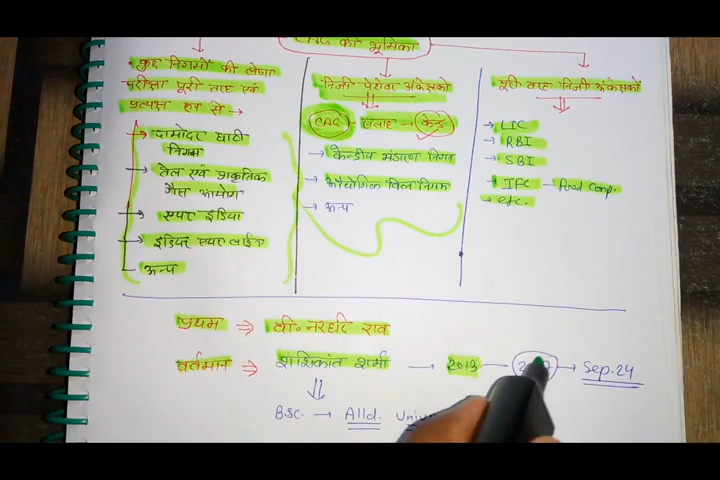 CAG की भूमिका
कुछ निगमों की लेखा
परीक्षा पूरी तरह एवं
प्रत्यक्ष रूप से →
→ दामोदर घाटी
निगम
→ तेल एवं प्राकृतिक
गैस आयोग
→ एयर इंडिया
→ इंडियन एयर लाईंस
अन्य
निजी पेशेवर अंकेक्षकों
CAG - सलाह - केन्द्र
→ केन्द्रीय भंडारण निगम
→ औद्योगिक वित्त निगम
→ अन्य
पूरी तरह निजी अंकेक्षकों
→ LIC
→ RBI
→ SBI
→ IFC - Food Comp.
→ etc.
प्रथम ⇒ वी. नरहरि राव
वर्तमान ⇒ शशिकांत शर्मा → 2013 — → Sep. 24
B.Sc. → Alld.